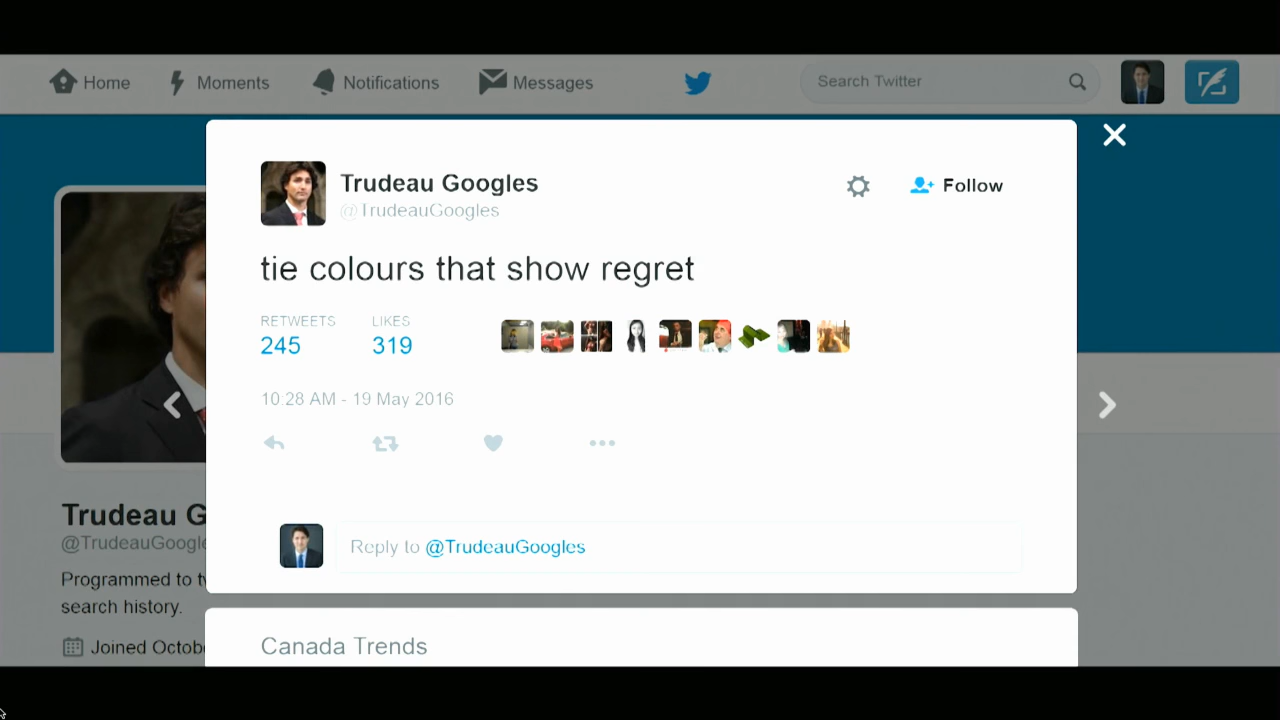 Home Moments Notifications Messages Search Twitter
Trudeau Googles
@TrudeauGoogles
Follow
tie colours that show regret
RETWEETS LIKES
245 319
10:28 AM - 19 May 2016
Reply to @TrudeauGoogles
Trudeau G
@TrudeauGoogle
Programmed to tw
search history.
Joined Octob
Canada Trends